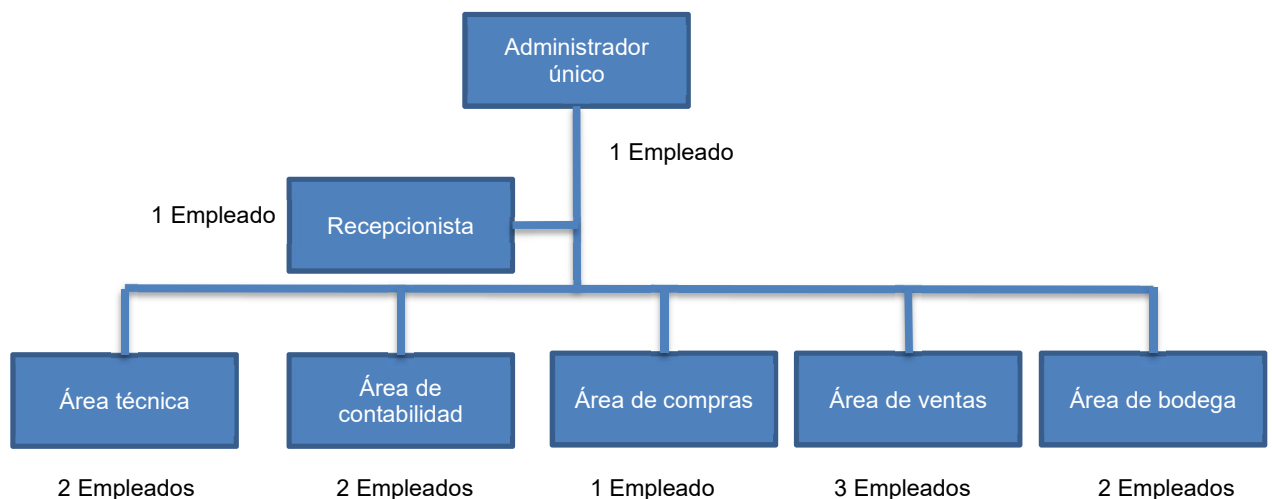 Administrador
único
1 Empleado
1 Empleado
Recepcionista
Área técnica
Área de
contabilidad
Área de compras
Área de ventas
Área de bodega
2 Empleados
2 Empleados
1 Empleado
3 Empleados
2 Empleados